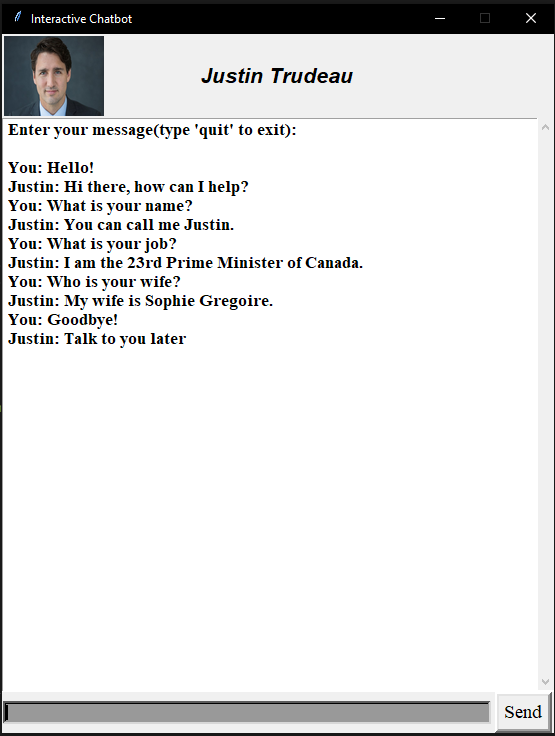 Interactive Chatbot
Justin Trudeau
Enter your message(type 'quit' to exit):
You: Hello!
Justin: Hi there, how can I help?
You: What is your name?
Justin: You can call me Justin.
You: What is your job?
Justin: I am the 23rd Prime Minister of Canada.
You: Who is your wife?
Justin: My wife is Sophie Gregoire.
You: Goodbye!
Justin: Talk to you later
Send